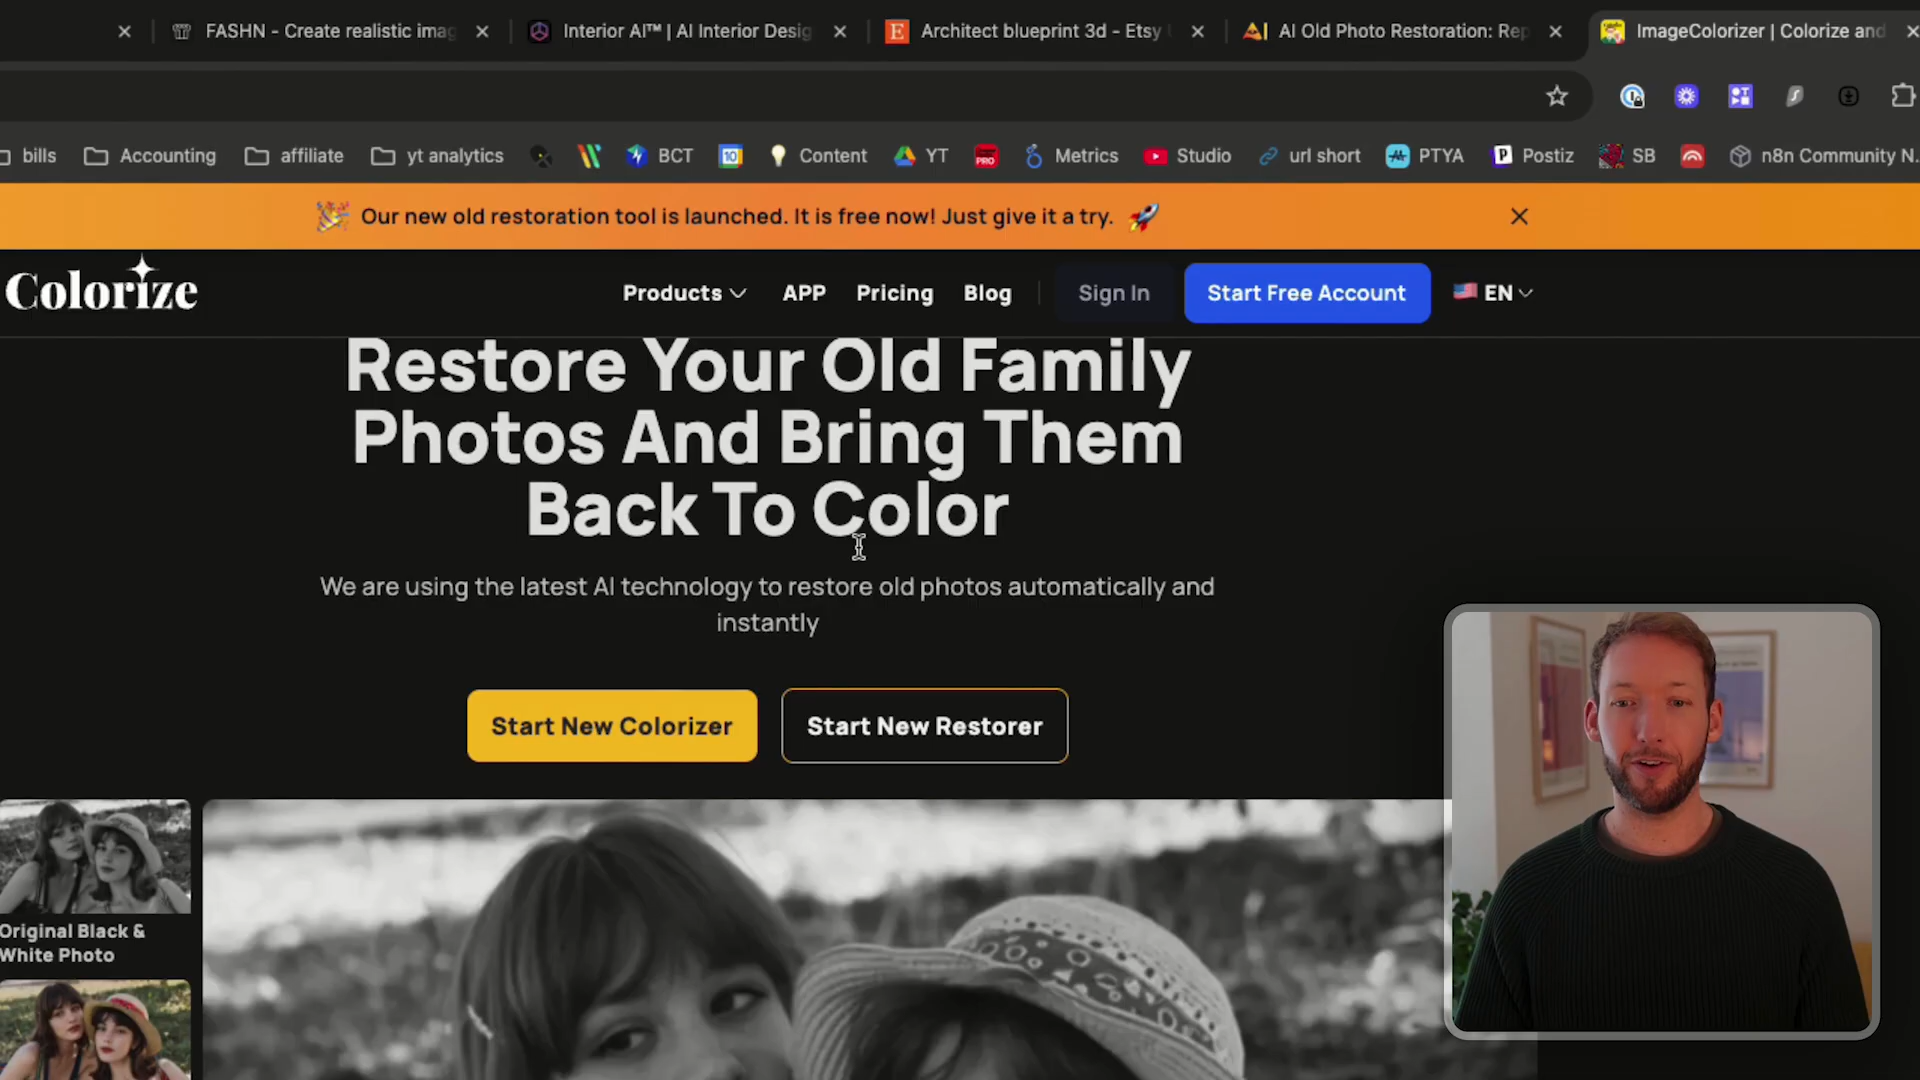 FASHN - Create realistic imag
Interior AI™ | AI Interior Desig
Architect blueprint 3d - Etsy
AI Old Photo Restoration: Rep
ImageColorizer | Colorize and
bills
Accounting
affiliate
yt analytics
BCT
10
Content
YT
PRO
Metrics
Studio
url short
PTYA
Postiz
SB
n8n Community N.
Our new old restoration tool is launched. It is free now! Just give it a try.
Colorize
Products
APP
Pricing
Blog
Sign In
Start Free Account
EN
Restore Your Old Family
Photos And Bring Them
Back To Color
We are using the latest AI technology to restore old photos automatically and
instantly
Start New Colorizer
Start New Restorer
Original Black &
White Photo